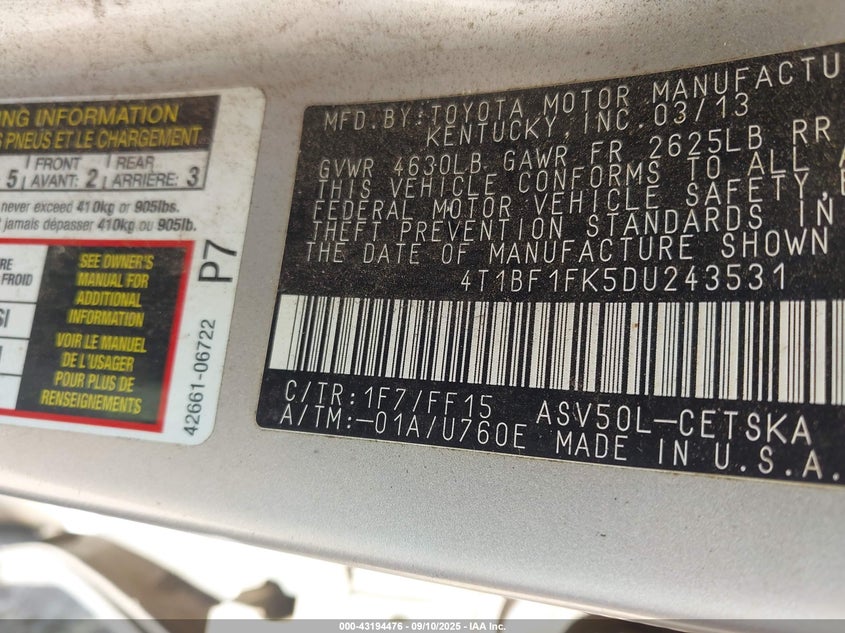 ING INFORMATION
S PNEUS ET LE CHARGEMENT
5 FRONT AVANT: 2 REAR ARRIÈRE: 3
never exceed 410kg or 905lbs.
jamais dépasser 410kg ou 905lb.
RE
FROID
SI
SEE OWNER'S
MANUAL FOR
ADDITIONAL
INFORMATION
VOIR LE MANUEL
DE L'USAGER
POUR PLUS DE
RENSEIGNEMENTS
42661-06722
P7
MFD.BY:TOYOTA MOTOR MANUFACTU
KENTUCKY, INC. 03/13
GVWR 4630LB GAWR FR 2625LB RR
THIS VEHICLE CONFORMS TO ALL A
FEDERAL MOTOR VEHICLE SAFETY,
THEFT PREVENTION STANDARDS IN
THE DATE OF MANUFACTURE SHOWN
4T1BF1FK5DU243531
C/TR:1F7/FF15
A/TM:-01A/U760E
ASV50L-CETSKA
MADE IN U.S.A.
000-43194476 - 09/10/2025 - IAA Inc.